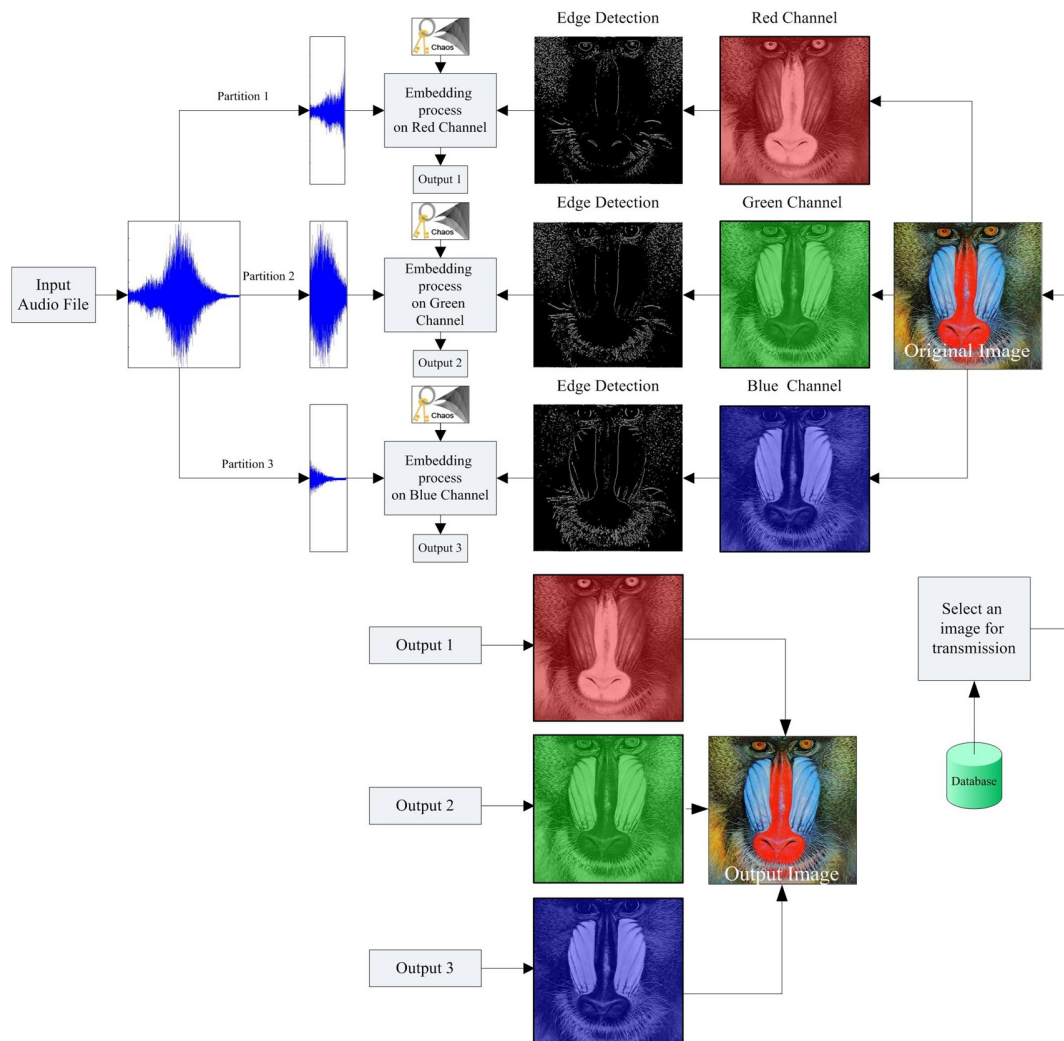 Edge Detection
Red Channel
Chaos
Partition 1
Embedding
process
on Red Channel
Output 1
Edge Detection
Green Channel
Chaos
Input
Audio File
Partition 2
Embedding
process
on Green
Channel
Original Image
Output 2
Edge Detection
Blue Channel
Chaos
Partition 3
Embedding
process
on Blue Channel
Output 3
Select an
image for
transmission
Output 1
Database
Output 2
Output Image
Output 3